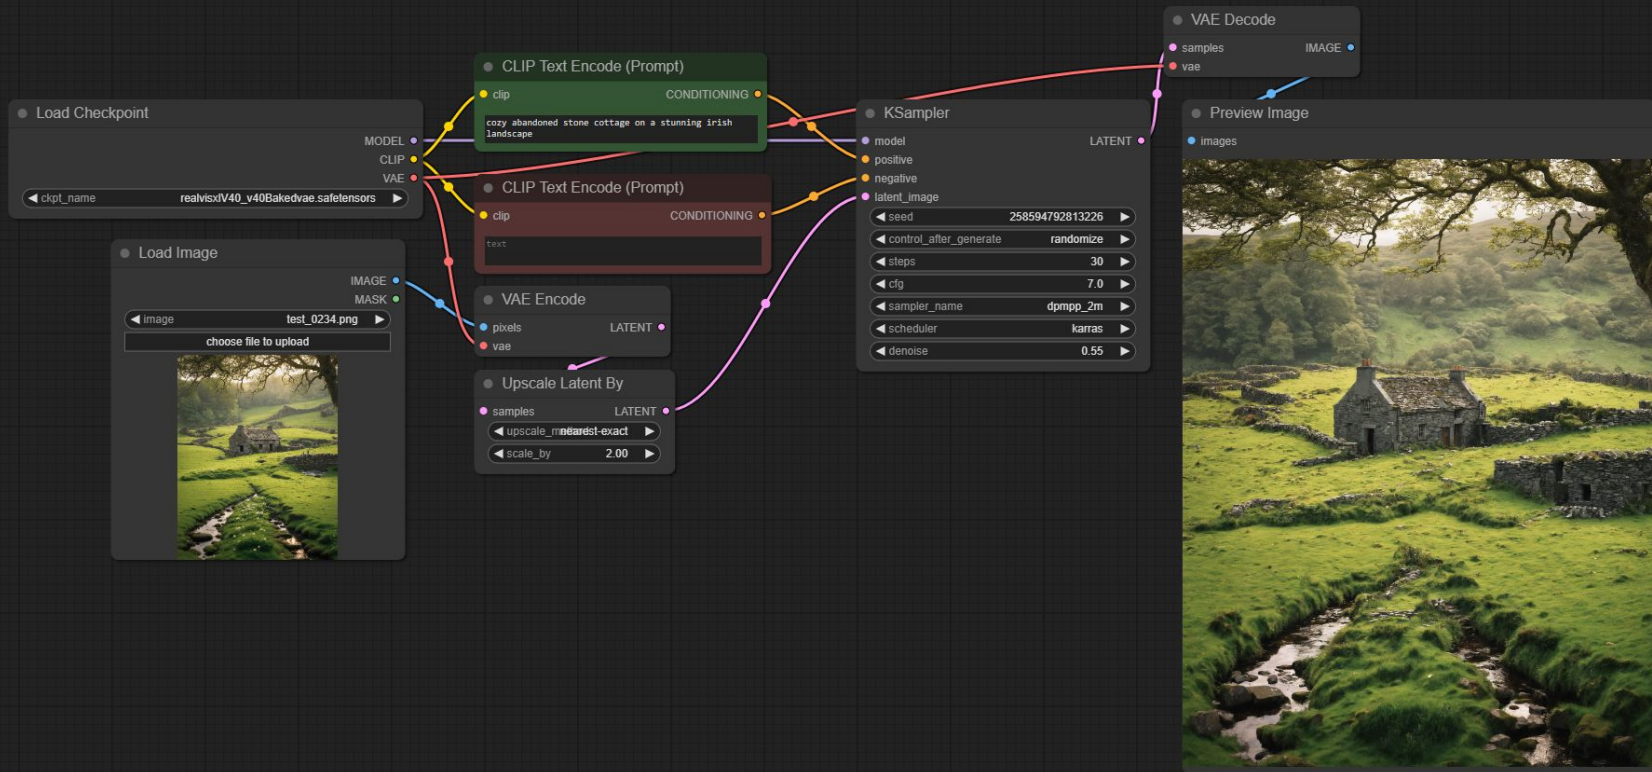 VAE Decode
samples
IMAGE
vae
CLIP Text Encode (Prompt)
clip
CONDITIONING
cozy abandoned stone cottage on a stunning irish
landscape
Load Checkpoint
MODEL
CLIP
VAE
ckpt_name
realvisxlV40_v40Bakedvae.safetensors
CLIP Text Encode (Prompt)
clip
CONDITIONING
text
Load Image
IMAGE
MASK
image
test_0234.png
choose file to upload
VAE Encode
pixels
LATENT
vae
Upscale Latent By
samples
LATENT
nearest-exact
scale_by
2.00
KSampler
model
LATENT
positive
negative
latent_image
seed
258594792813226
control_after_generate
randomize
steps
30
cfg
7.0
sampler_name
dpmpp_2m
scheduler
karras
denoise
0.55
Preview Image
images